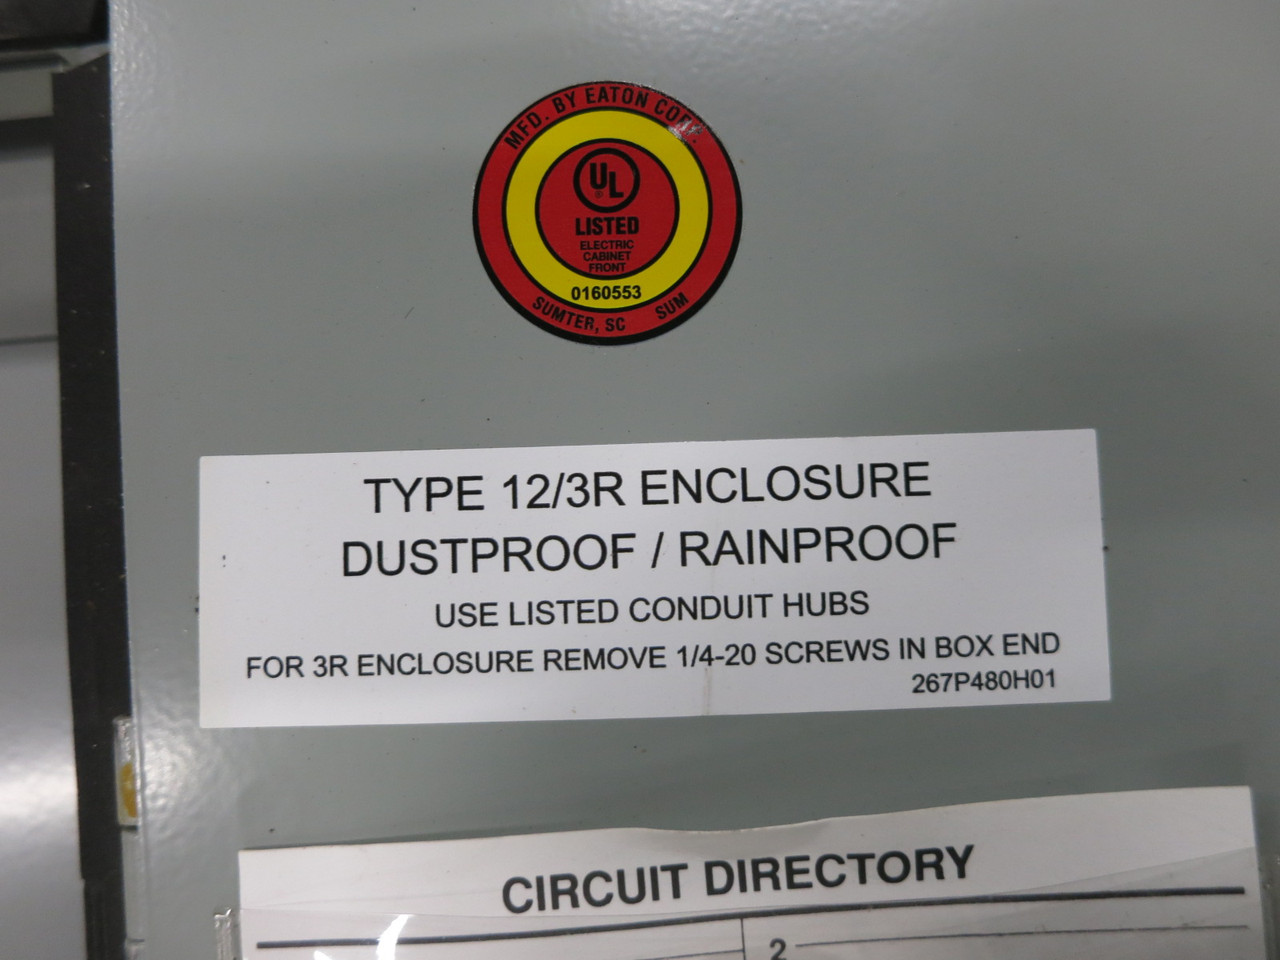 MFD. BY EATON CORP.
UL
®
LISTED
ELECTRIC
CABINET
FRONT
0160553
SUMTER, SC SUM
TYPE 12/3R ENCLOSURE
DUSTPROOF / RAINPROOF
USE LISTED CONDUIT HUBS
FOR 3R ENCLOSURE REMOVE 1/4-20 SCREWS IN BOX END
267P480H01
CIRCUIT DIRECTORY
2